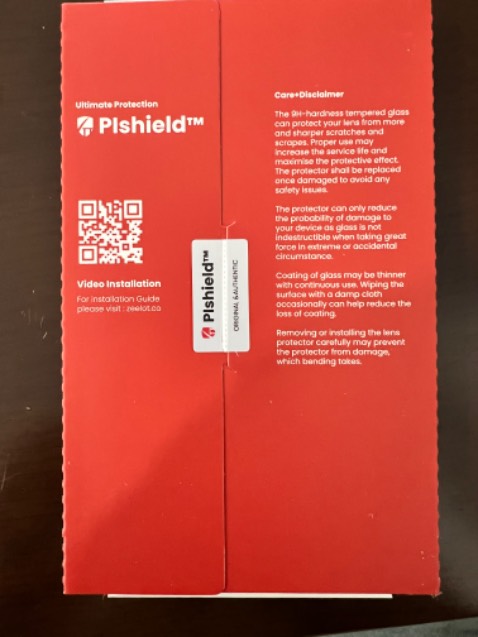 Ultimate Protection
PIshield™
Video Installation
For Installation Guide
please visit : zeelot.co
PIshield™
ORIGINAL &AUTHENTIC
Care+Disclaimer
The 9H-hardness tempered glass
can protect your lens from more
and sharper scratches and
scrapes. Proper use may
increase the service life and
maximise the protective effect.
The protector shall be replaced
once damaged to avoid any
safety issues.
The protector can only reduce
the probability of damage to
your device as glass is not
indestructible when taking great
force in extreme or accidental
circumstance.
Coating of glass may be thinner
with continuous use. Wiping the
surface with a damp cloth
occasionally can help reduce the
loss of coating.
Removing or installing the lens
protector carefully may prevent
the protector from damage,
which bending takes.